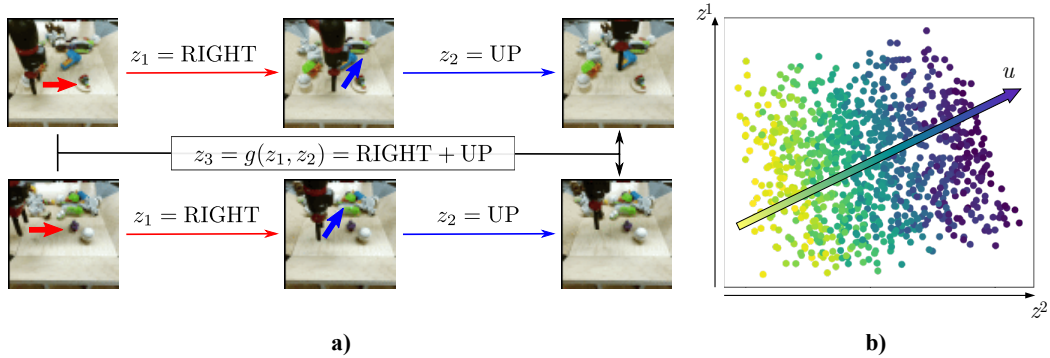 z₁ = RIGHT
z₂ = UP
z₃ = g(z₁, z₂) = RIGHT + UP
z₁ = RIGHT
z₂ = UP
a)
z¹
u
z²
b)